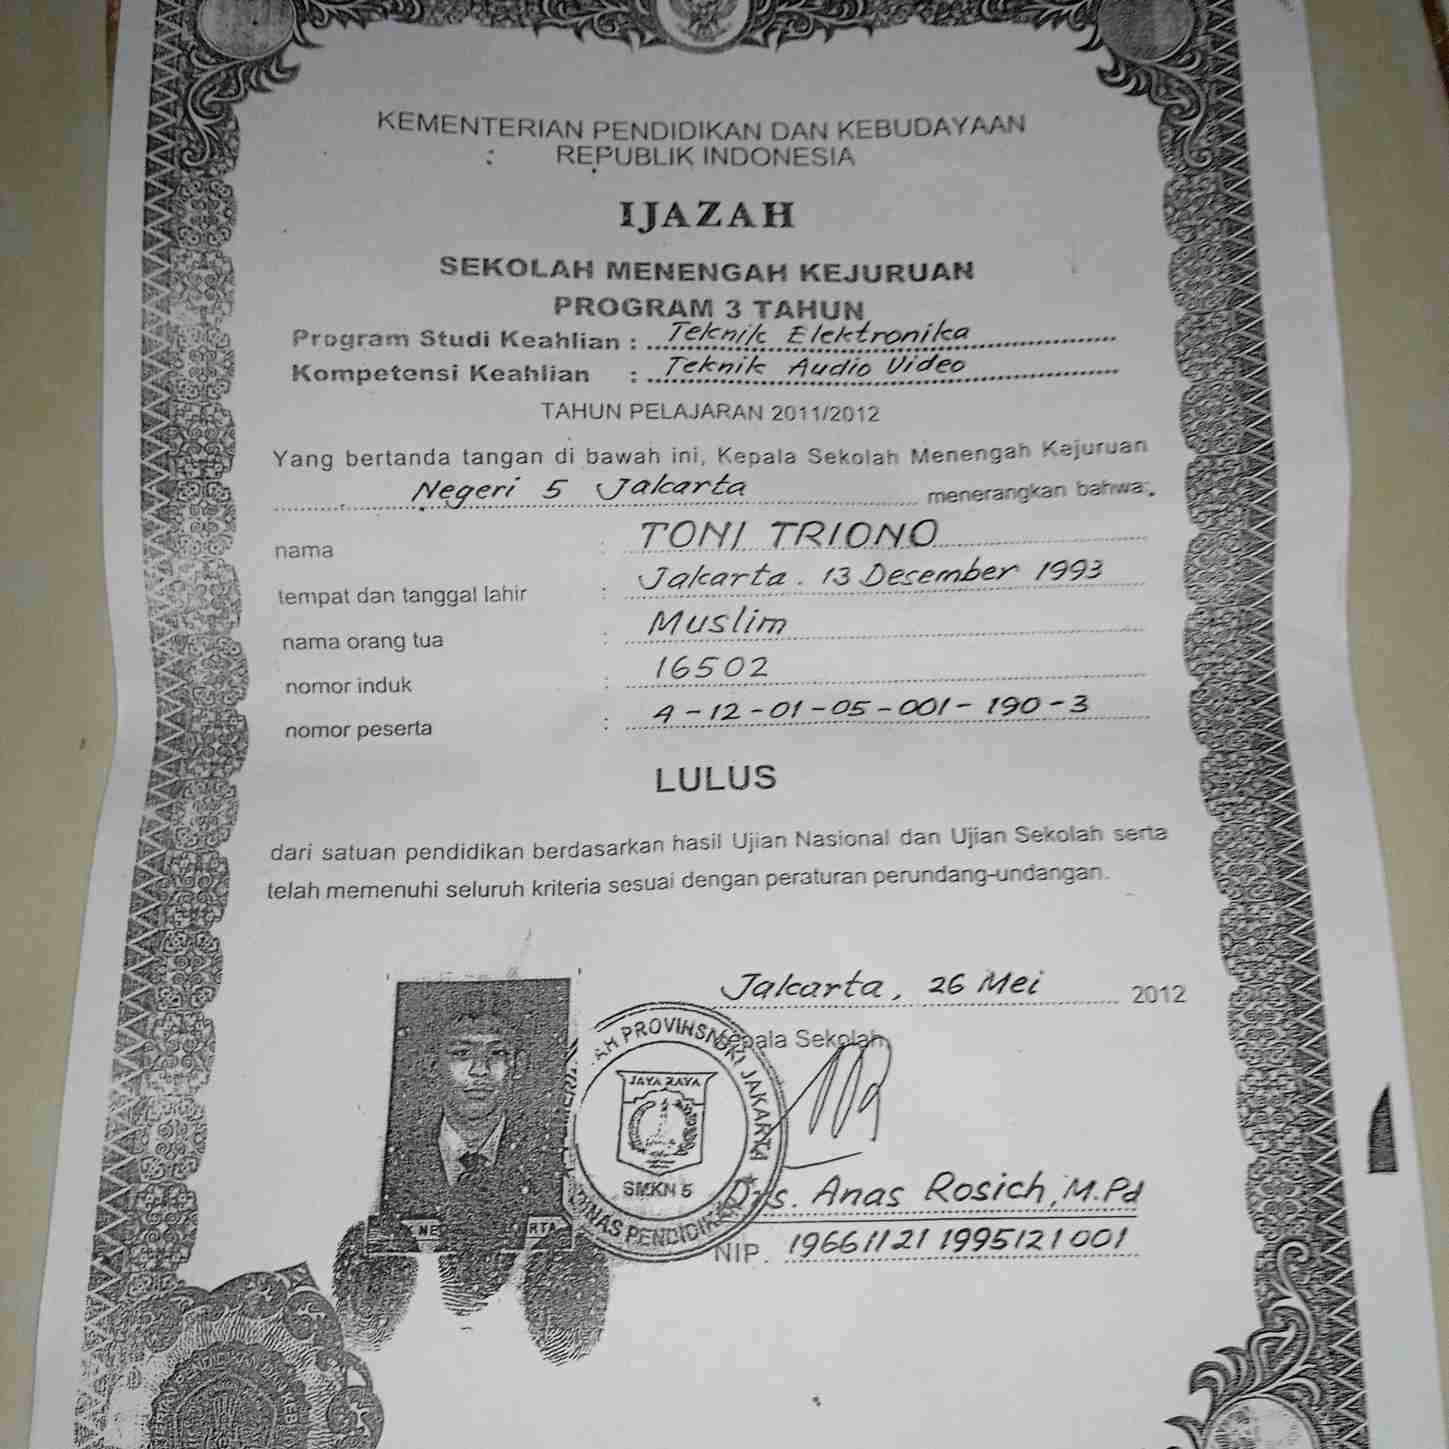 KEMENTERIAN PENDIDIKAN DAN KEBUDAYAAN
REPUBLIK INDONESIA
IJAZAH
SEKOLAH MENENGAH KEJURUAN
PROGRAM 3 TAHUN
Program Studi Keahlian : Teknik Elektronika
Kompetensi Keahlian : Teknik Audio Video
TAHUN PELAJARAN 2011/2012
Yang bertanda tangan di bawah ini, Kepala Sekolah Menengah Kejuruan
Negeri 5 Jakarta menerangkan bahwa:
nama : TONI TRIONO
tempat dan tanggal lahir : Jakarta. 13 Desember 1993
nama orang tua : Muslim
nomor induk : 16502
nomor peserta : 4-12-01-05-001-190-3
LULUS
dari satuan pendidikan berdasarkan hasil Ujian Nasional dan Ujian Sekolah serta
telah memenuhi seluruh kriteria sesuai dengan peraturan perundang-undangan.
Jakarta, 26 Mei 2012
Kepala Sekolah
JAYA RAYA
SMKN 5
DINAS PENDIDIKAN
Drs. Anas Rosich, M.Pd
NIP. 19661121 1995121001